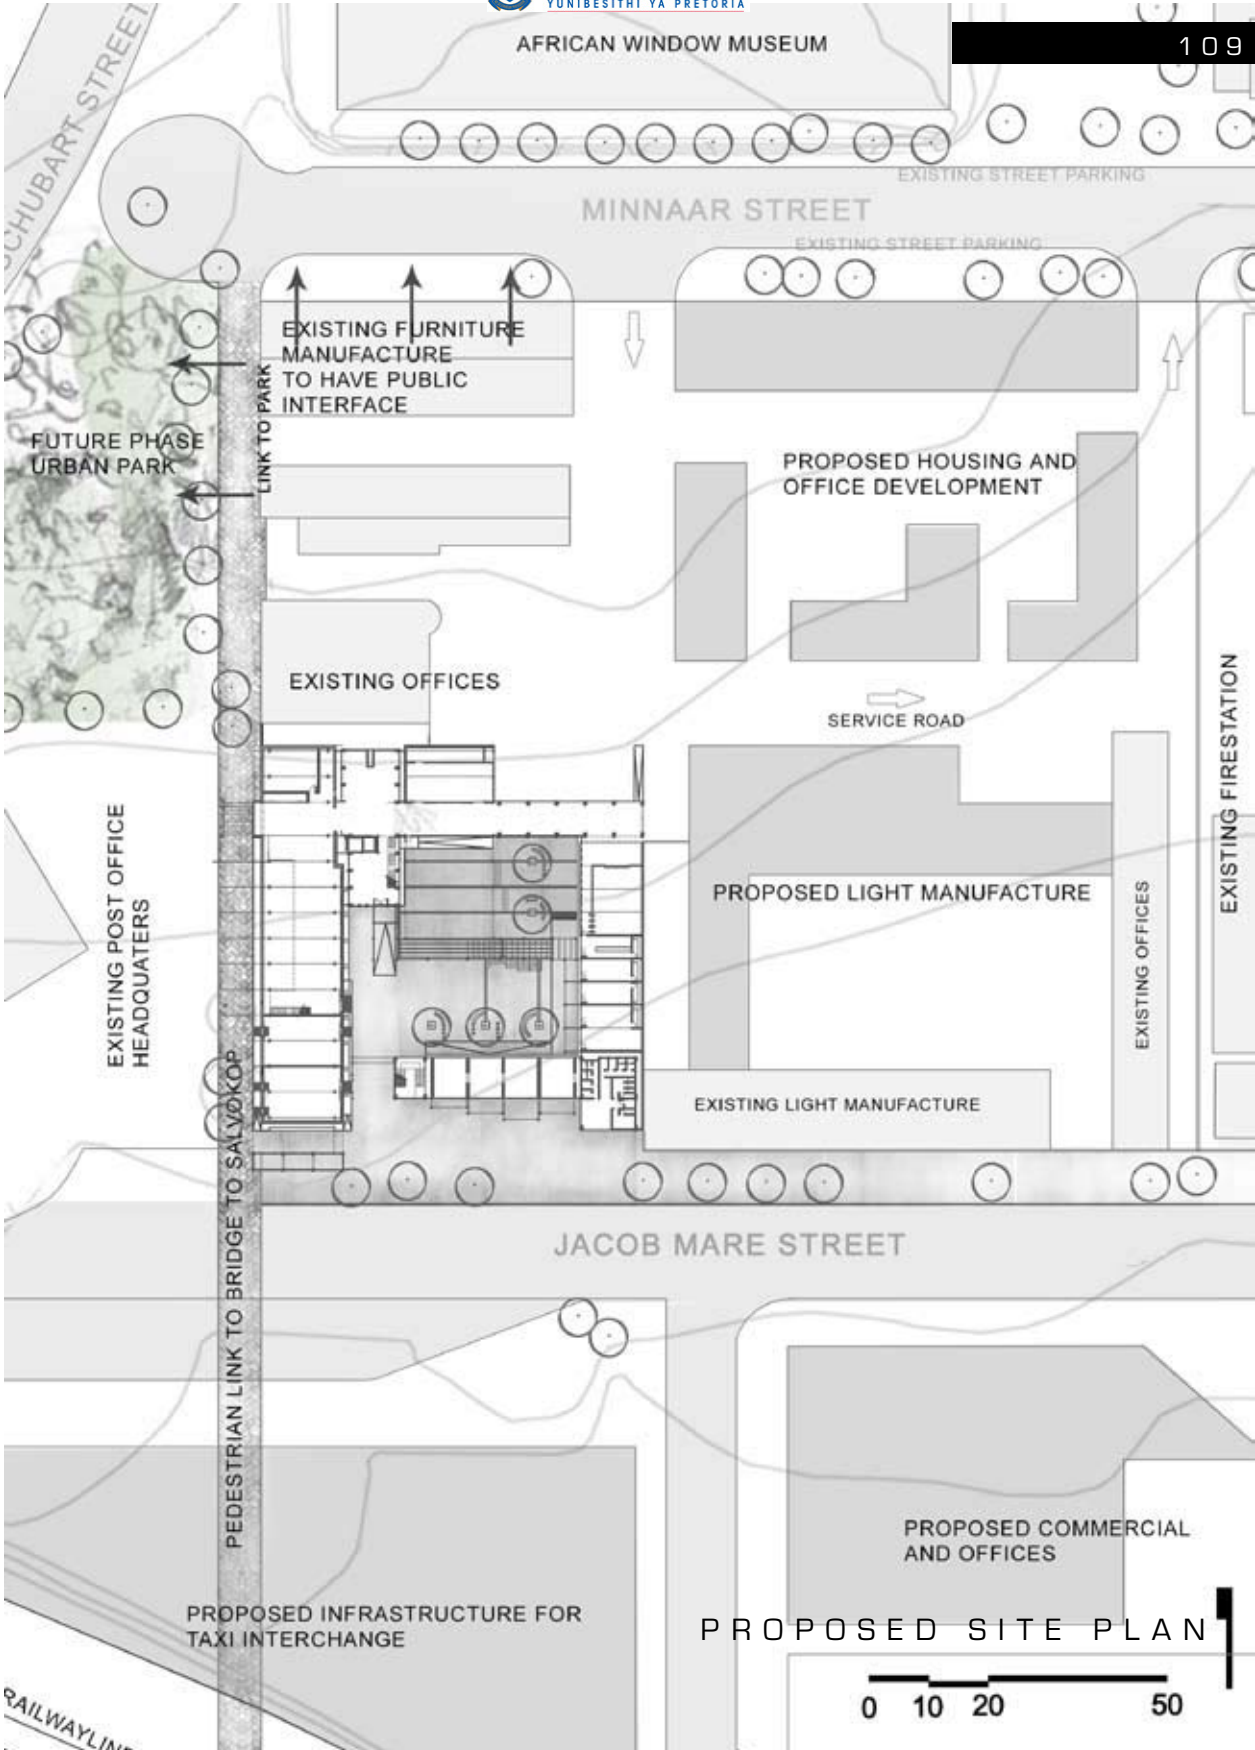 YUNIBESITHI YA PRETORIA
109
AFRICAN WINDOW MUSEUM
SCHUBART STREET
EXISTING STREET PARKING
MINNAAR STREET
EXISTING STREET PARKING
EXISTING FURNITURE
MANUFACTURE
TO HAVE PUBLIC
INTERFACE
LINK TO PARK
FUTURE PHASE
URBAN PARK
PROPOSED HOUSING AND
OFFICE DEVELOPMENT
EXISTING OFFICES
SERVICE ROAD
EXISTING FIRESTATION
EXISTING POST OFFICE
HEADQUATERS
PROPOSED LIGHT MANUFACTURE
EXISTING OFFICES
EXISTING LIGHT MANUFACTURE
PEDESTRIAN LINK TO BRIDGE TO SALVOKOP
JACOB MARE STREET
PROPOSED COMMERCIAL
AND OFFICES
PROPOSED INFRASTRUCTURE FOR
TAXI INTERCHANGE
PROPOSED SITE PLAN
RAILWAYLINE
0 10 20 50